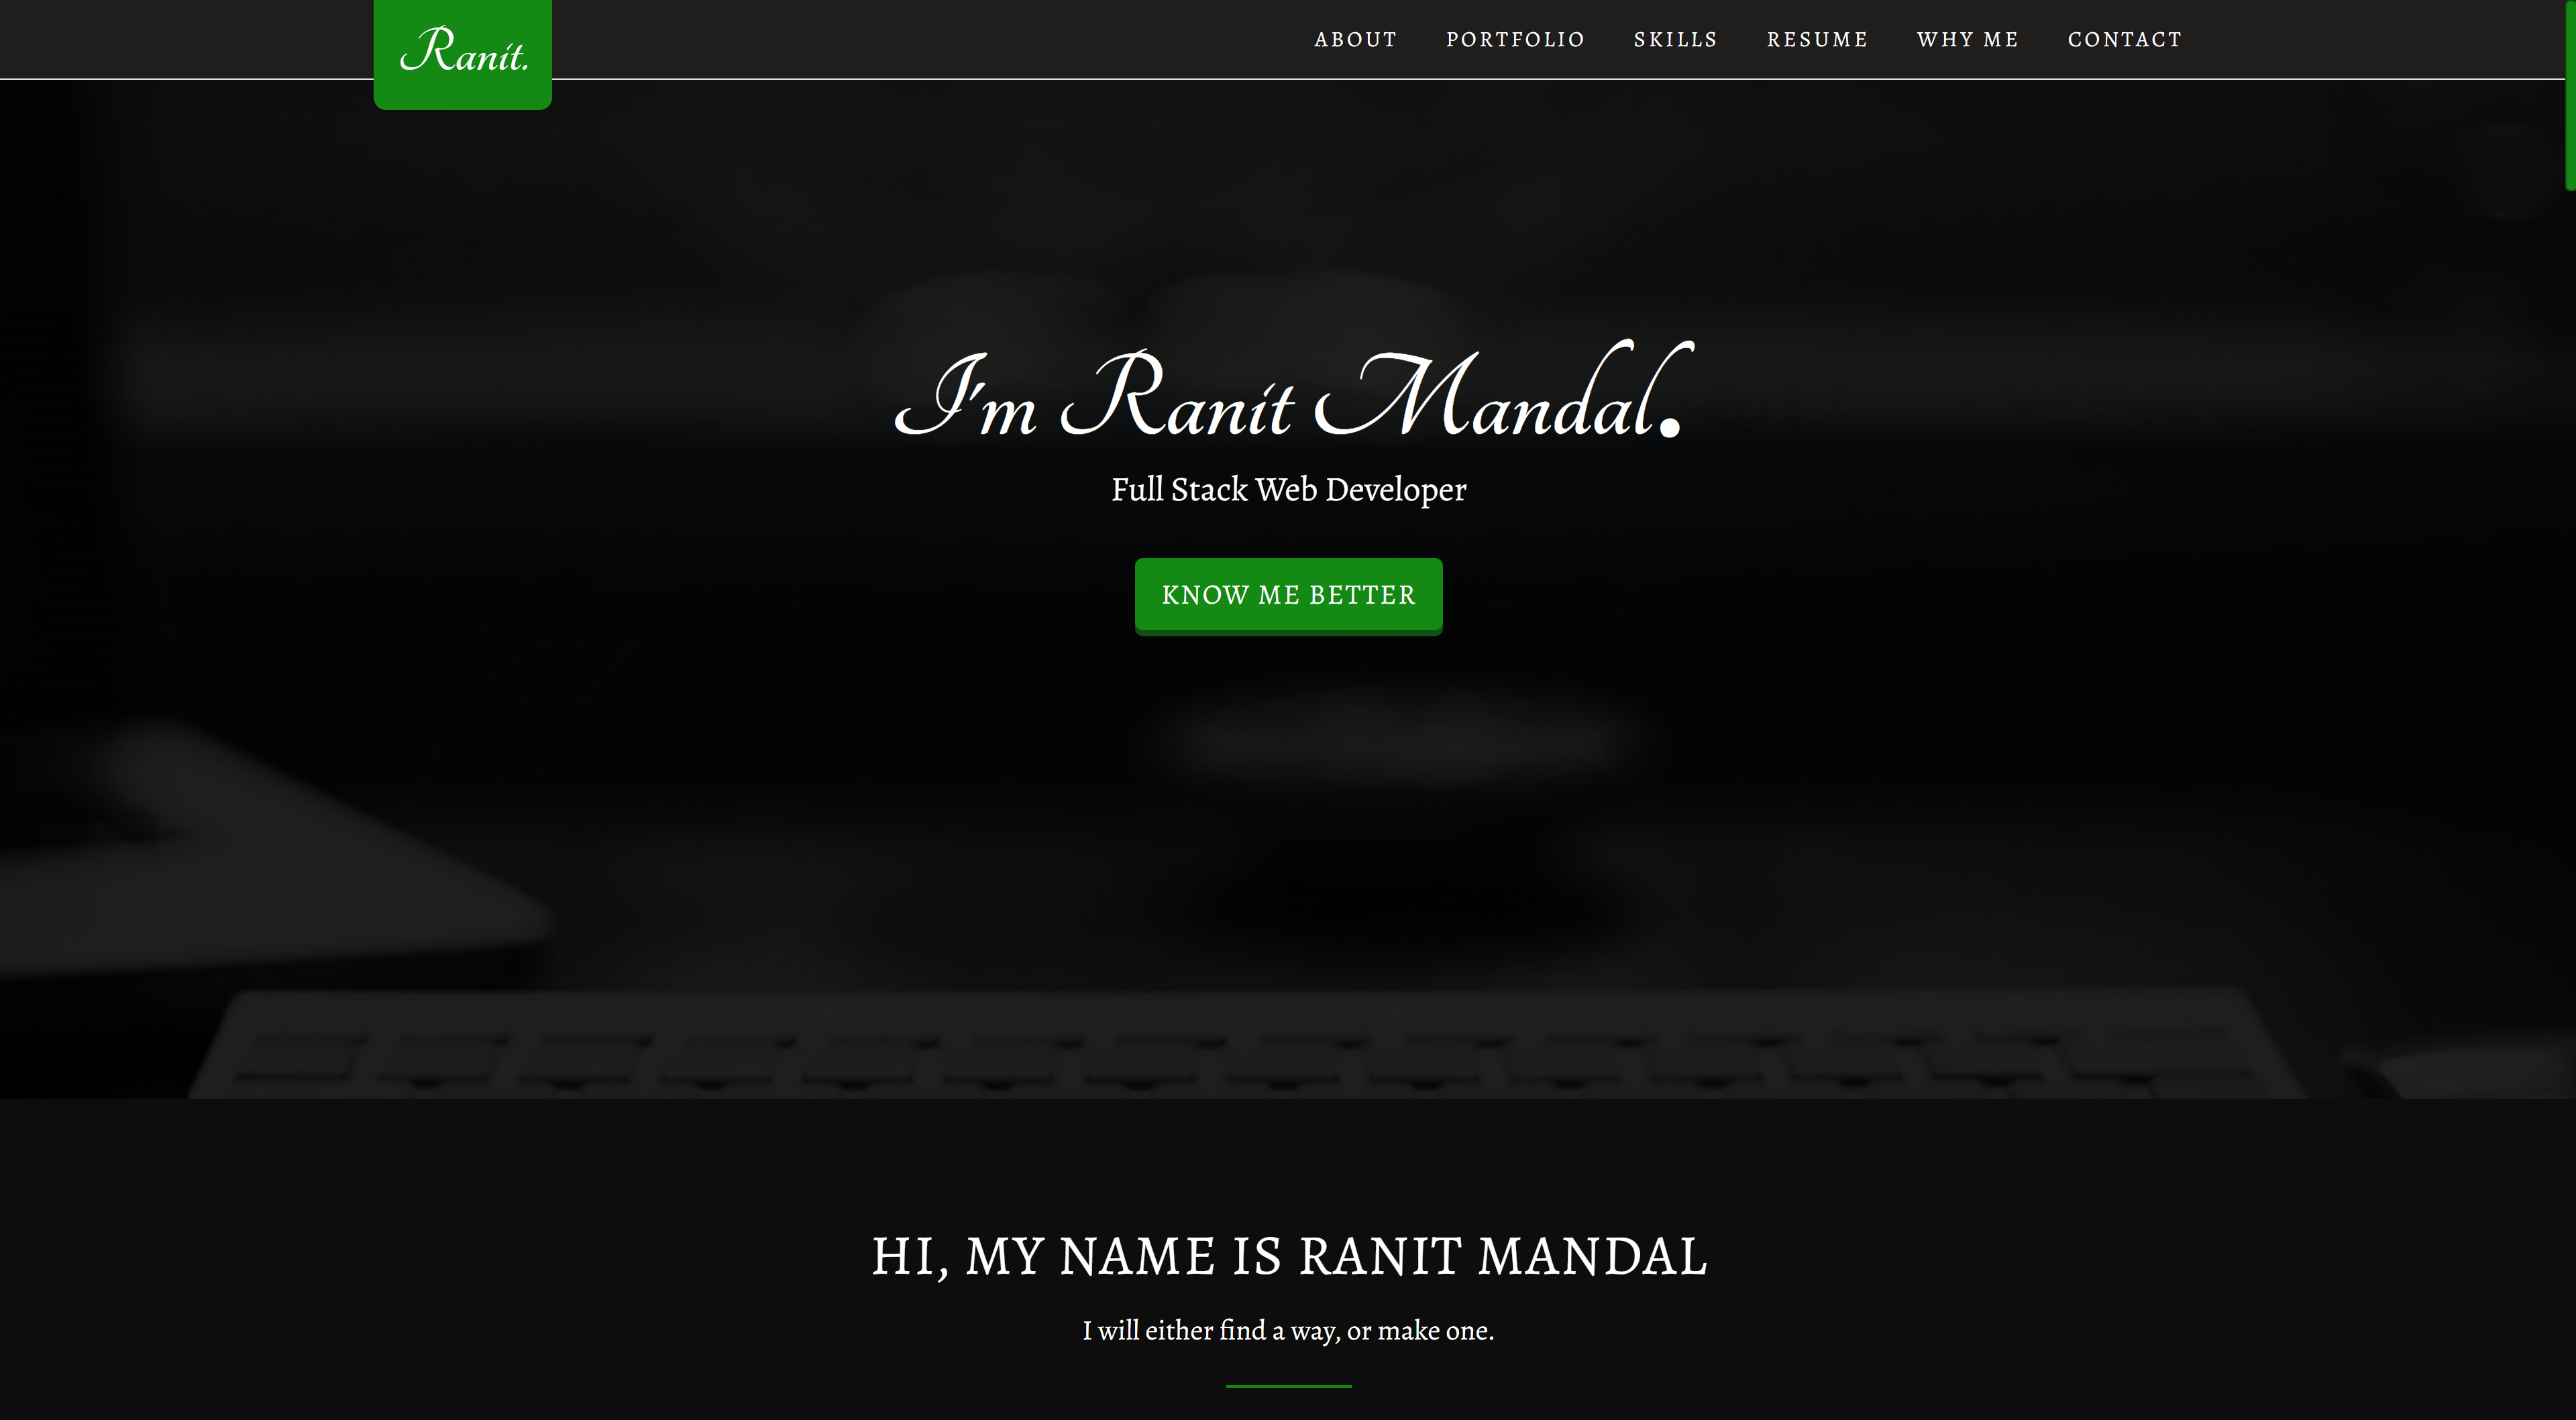 Ranit.
ABOUT PORTFOLIO SKILLS RESUME WHY ME CONTACT
I'm Ranit Mandal.
Full Stack Web Developer
KNOW ME BETTER
HI, MY NAME IS RANIT MANDAL
I will either find a way, or make one.